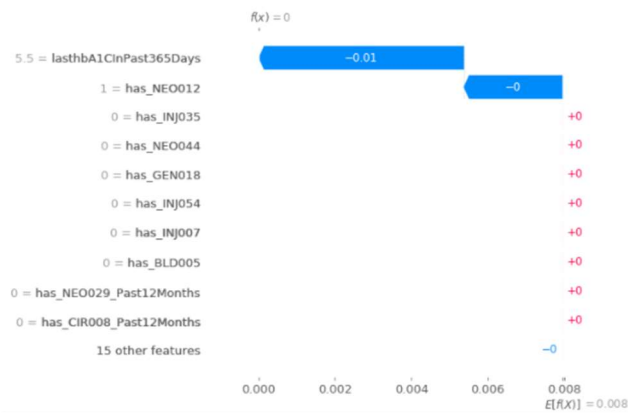 f(x) = 0
5.5 = lasthbA1CInPast365Days
−0.01
1 = has_NEO012
−0
0 = has_INJ035
+0
0 = has_NEO044
+0
0 = has_GEN018
+0
0 = has_INJ054
+0
0 = has_INJ007
+0
0 = has_BLD005
+0
0 = has_NEO029_Past12Months
+0
0 = has_CIR008_Past12Months
+0
15 other features
−0
0.000 0.002 0.004 0.006 0.008
E[f(X)] = 0.008